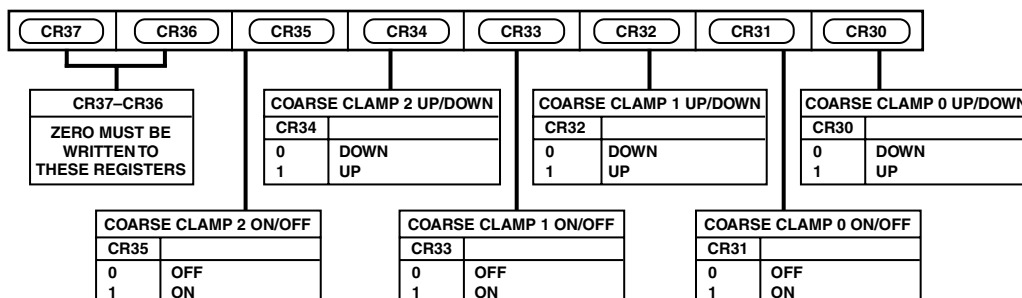 CR37 CR36 CR35 CR34 CR33 CR32 CR31 CR30
CR37–CR36
ZERO MUST BE
WRITTEN TO
THESE REGISTERS
COARSE CLAMP 2 UP/DOWN
CR34
0 DOWN
1 UP
COARSE CLAMP 1 UP/DOWN
CR32
0 DOWN
1 UP
COARSE CLAMP 0 UP/DOWN
CR30
0 DOWN
1 UP
COARSE CLAMP 2 ON/OFF
CR35
0 OFF
1 ON
COARSE CLAMP 1 ON/OFF
CR33
0 OFF
1 ON
COARSE CLAMP 0 ON/OFF
CR31
0 OFF
1 ON